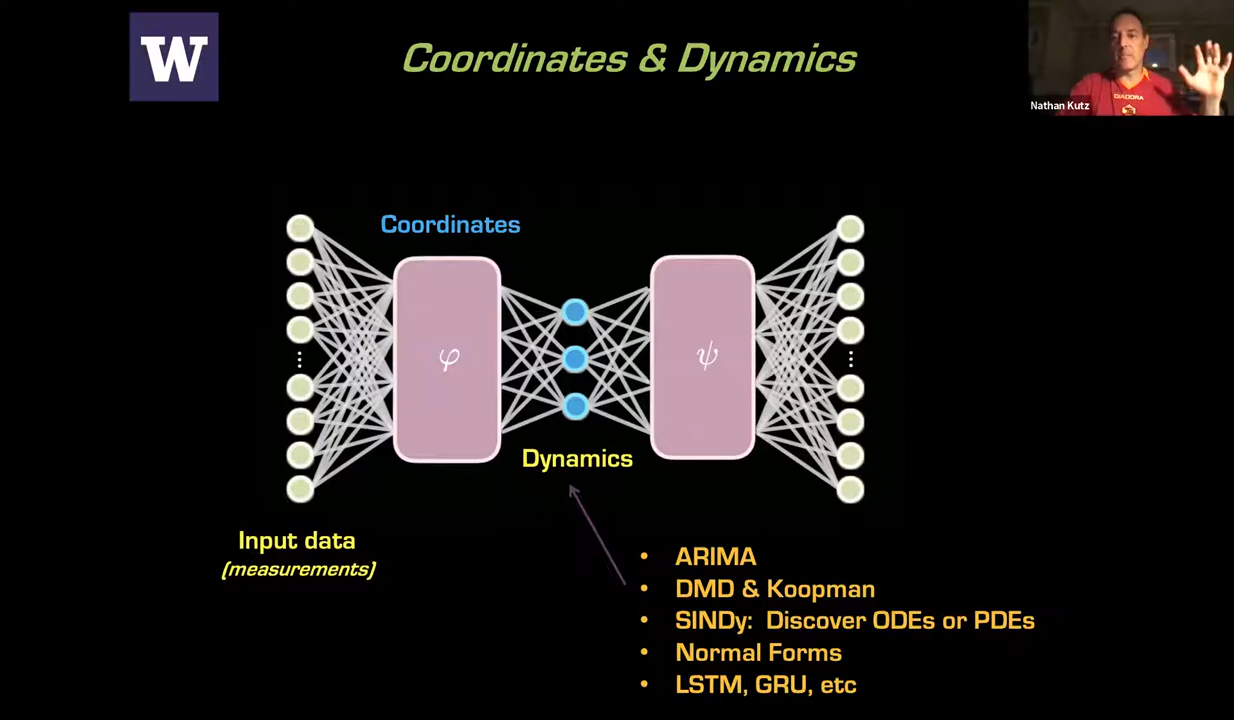 W
Coordinates & Dynamics
DIADORA
Nathan Kutz
Coordinates
φ
ψ
Dynamics
Input data
(measurements)
• ARIMA
• DMD & Koopman
• SINDy: Discover ODEs or PDEs
• Normal Forms
• LSTM, GRU, etc